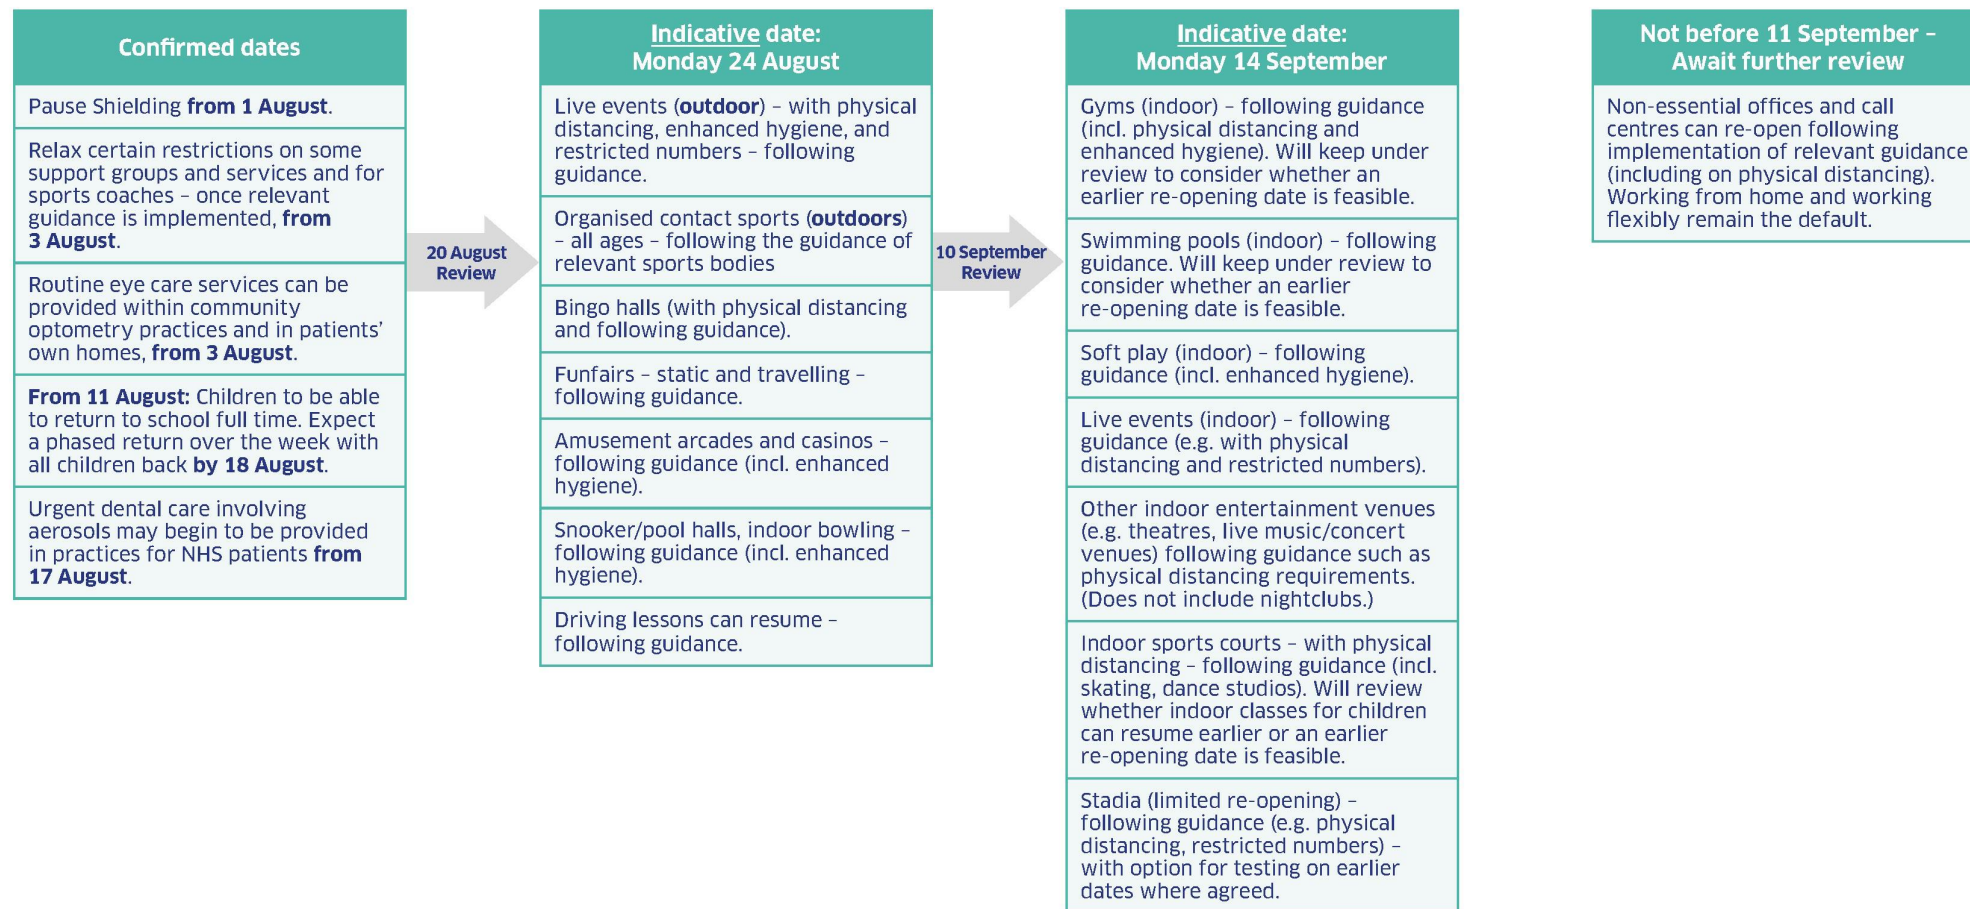 Confirmed dates
Pause Shielding from 1 August.
Relax certain restrictions on some
support groups and services and for
sports coaches – once relevant
guidance is implemented, from
3 August.
Routine eye care services can be
provided within community
optometry practices and in patients’
own homes, from 3 August.
From 11 August: Children to be able
to return to school full time. Expect
a phased return over the week with
all children back by 18 August.
Urgent dental care involving
aerosols may begin to be provided
in practices for NHS patients from
17 August.
20 August
Review
Indicative date:
Monday 24 August
Live events (outdoor) – with physical
distancing, enhanced hygiene, and
restricted numbers – following
guidance.
Organised contact sports (outdoors)
– all ages – following the guidance of
relevant sports bodies
Bingo halls (with physical distancing
and following guidance).
Funfairs – static and travelling –
following guidance.
Amusement arcades and casinos –
following guidance (incl. enhanced
hygiene).
Snooker/pool halls, indoor bowling –
following guidance (incl. enhanced
hygiene).
Driving lessons can resume –
following guidance.
10 September
Review
Indicative date:
Monday 14 September
Gyms (indoor) – following guidance
(incl. physical distancing and
enhanced hygiene). Will keep under
review to consider whether an
earlier re-opening date is feasible.
Swimming pools (indoor) – following
guidance. Will keep under review to
consider whether an earlier
re-opening date is feasible.
Soft play (indoor) – following
guidance (incl. enhanced hygiene).
Live events (indoor) – following
guidance (e.g. with physical
distancing and restricted numbers).
Other indoor entertainment venues
(e.g. theatres, live music/concert
venues) following guidance such as
physical distancing requirements.
(Does not include nightclubs.)
Indoor sports courts – with physical
distancing – following guidance (incl.
skating, dance studios). Will review
whether indoor classes for children
can resume earlier or an earlier
re-opening date is feasible.
Stadia (limited re-opening) –
following guidance (e.g. physical
distancing, restricted numbers) –
with option for testing on earlier
dates where agreed.
Not before 11 September –
Await further review
Non-essential offices and call
centres can re-open following
implementation of relevant guidance
(including on physical distancing).
Working from home and working
flexibly remain the default.